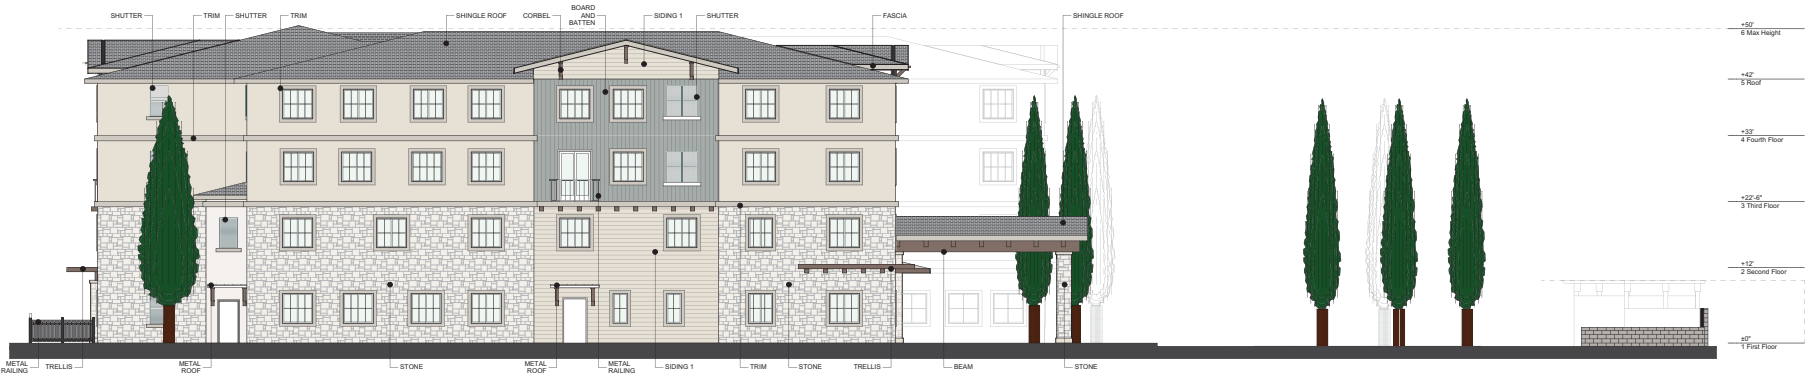 SHUTTER
TRIM
SHUTTER
TRIM
SHINGLE ROOF
CORBEL
BOARD
AND
BATTEN
SIDING 1
SHUTTER
FASCIA
SHINGLE ROOF
+50'
6 Max Height
+42'
5 Roof
+33'
4 Fourth Floor
+22'-6"
3 Third Floor
+12'
2 Second Floor
±0"
1 First Floor
METAL
RAILING
TRELLIS
METAL
ROOF
STONE
METAL
ROOF
METAL
RAILING
SIDING 1
TRIM
STONE
TRELLIS
BEAM
STONE